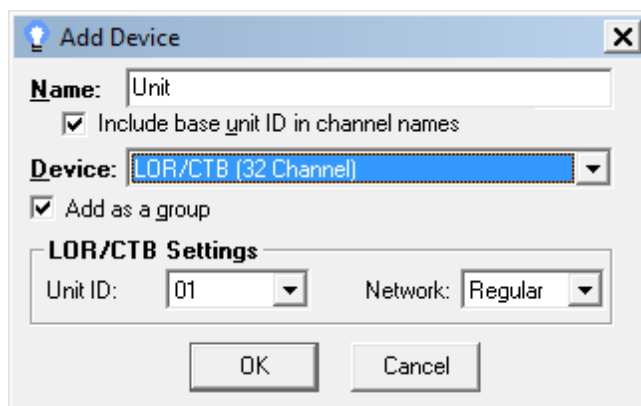 Add Device
Name: Unit
Include base unit ID in channel names
Device: LOR/CTB (32 Channel)
Add as a group
LOR/CTB Settings
Unit ID: 01 Network: Regular
OK Cancel